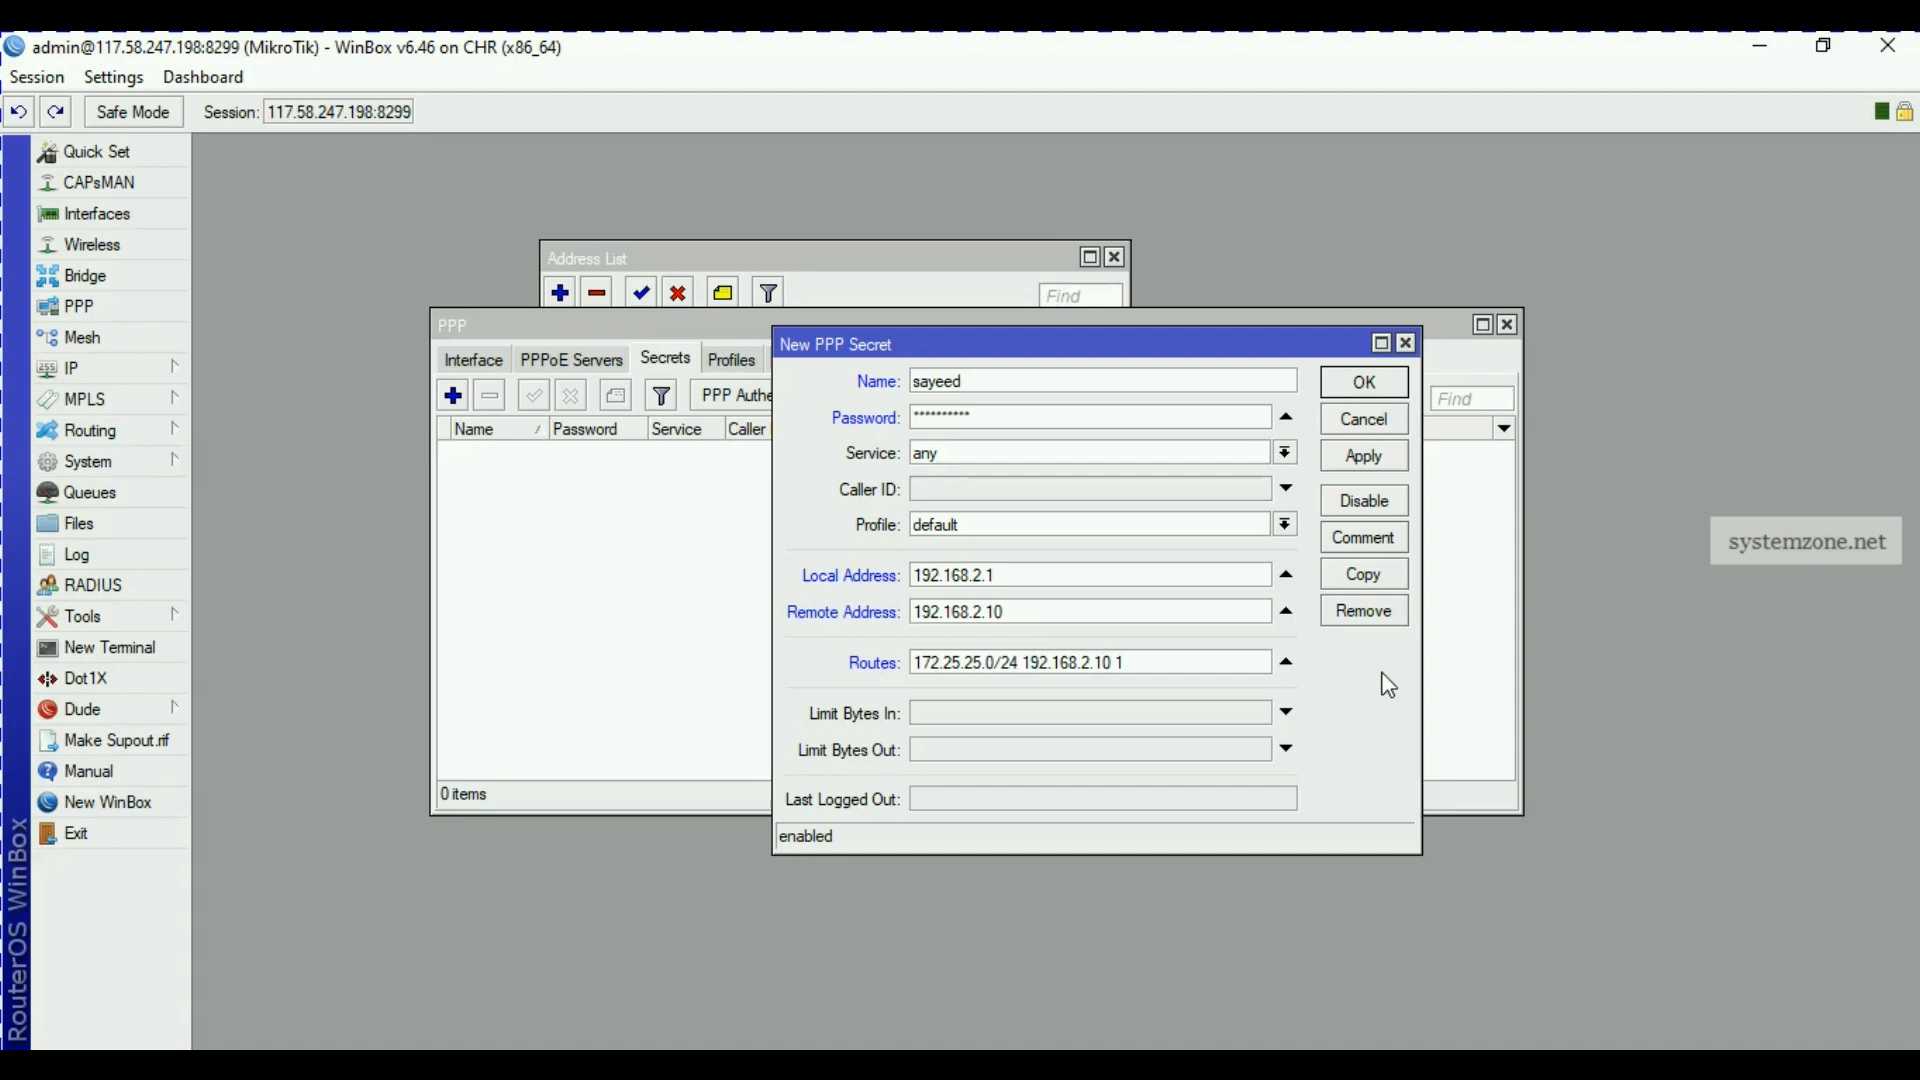 admin@117.58.247.198:8299 (MikroTik) - WinBox v6.46 on CHR (x86_64)
Session Settings Dashboard
Safe Mode Session: 117.58.247.198:8299
Quick Set
CAPsMAN
Interfaces
Wireless
Bridge
PPP
Mesh
IP
MPLS
Routing
System
Queues
Files
Log
RADIUS
Tools
New Terminal
Dot1X
Dude
Make Supout.rif
Manual
New WinBox
Exit
RouterOS WinBox
Address List
Find
PPP
Interface PPPoE Servers Secrets Profiles
PPP Authe
Find
Name Password Service Caller
0 items
New PPP Secret
Name: sayeed
Password: **********
Service: any
Caller ID:
Profile: default
Local Address: 192.168.2.1
Remote Address: 192.168.2.10
Routes: 172.25.25.0/24 192.168.2.10 1
Limit Bytes In:
Limit Bytes Out:
Last Logged Out:
enabled
OK
Cancel
Apply
Disable
Comment
Copy
Remove
systemzone.net